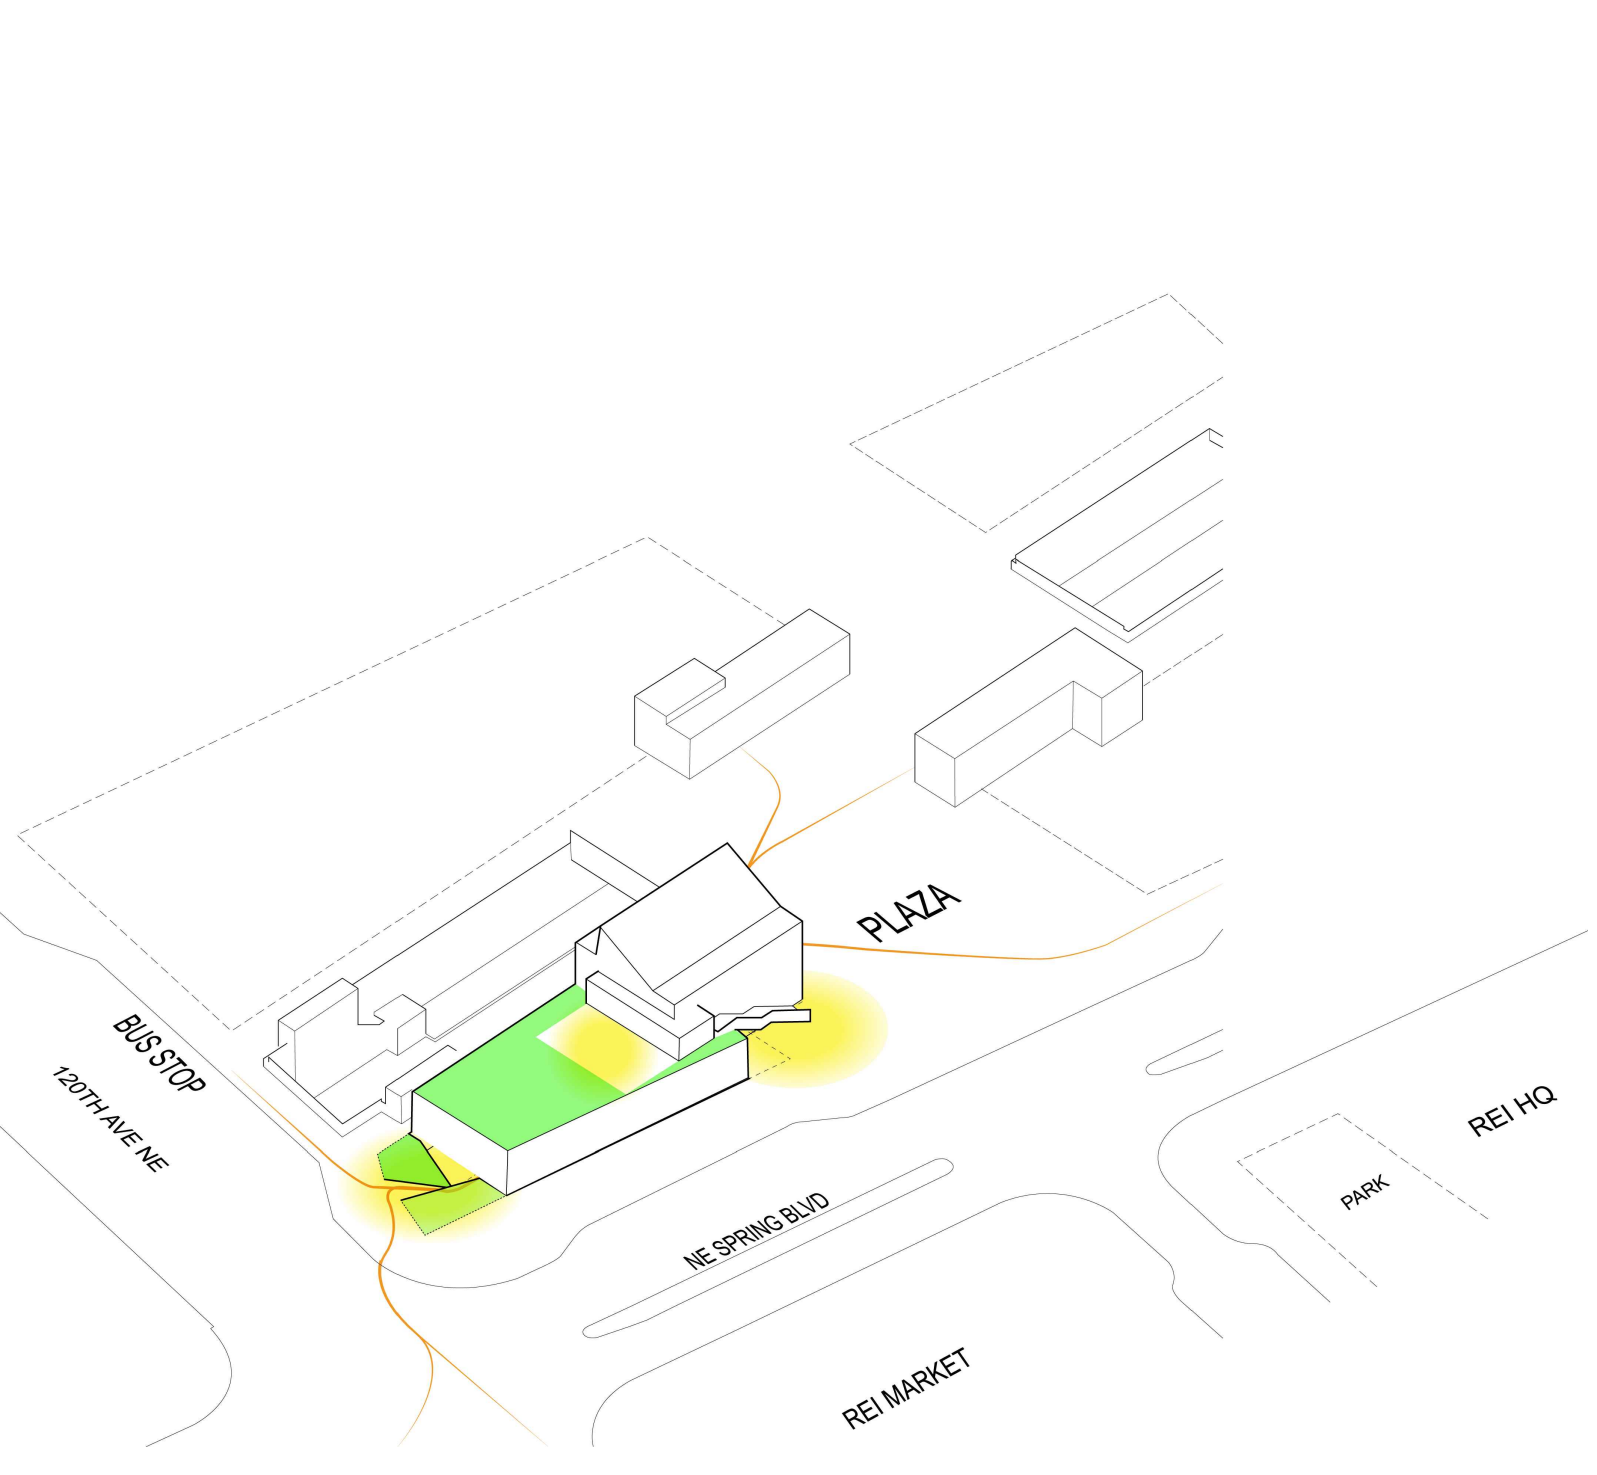 PLAZA
BUS STOP
120TH AVE NE
REI HQ
PARK
NE SPRING BLVD
REI MARKET